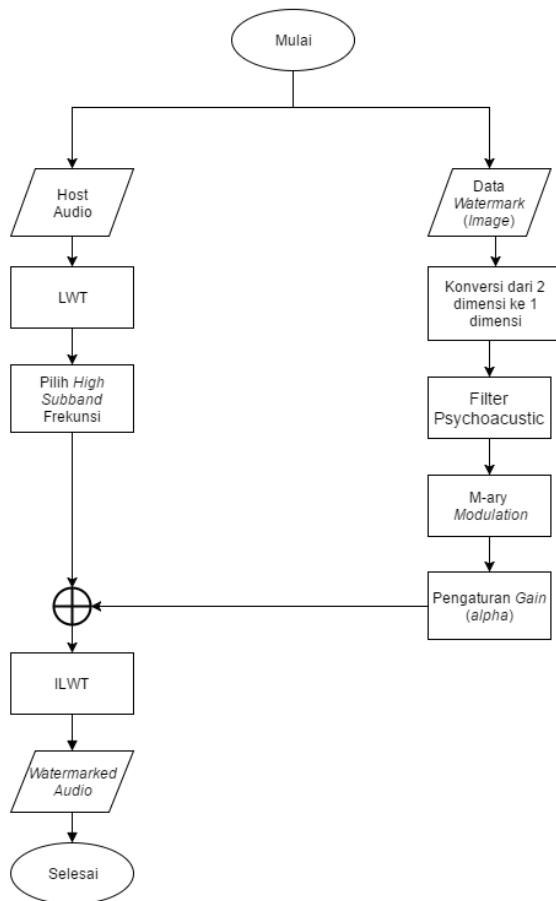 Mulai
Host
Audio
Data
Watermark
(Image)
LWT
Konversi dari 2
dimensi ke 1
dimensi
Pilih High
Subband
Frekunsi
Filter
Psychoacustic
M-ary
Modulation
Pengaturan Gain
(alpha)
ILWT
Watermarked
Audio
Selesai